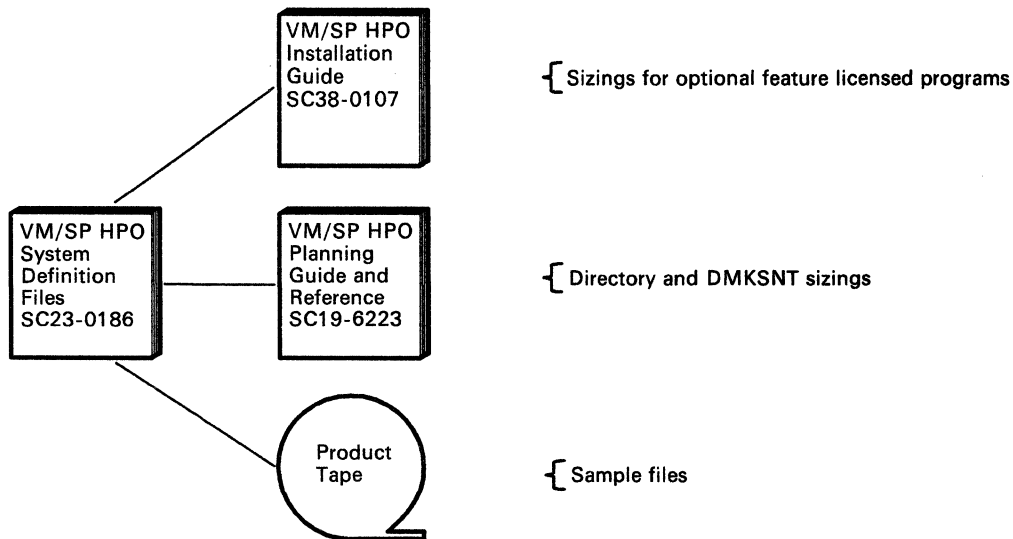 VM/SP HPO
Installation
Guide
SC38-0107
{ Sizings for optional feature licensed programs
VM/SP HPO
System
Definition
Files
SC23-0186
VM/SP HPO
Planning
Guide and
Reference
SC19-6223
{ Directory and DMKSNT sizings
Product
Tape
{ Sample files